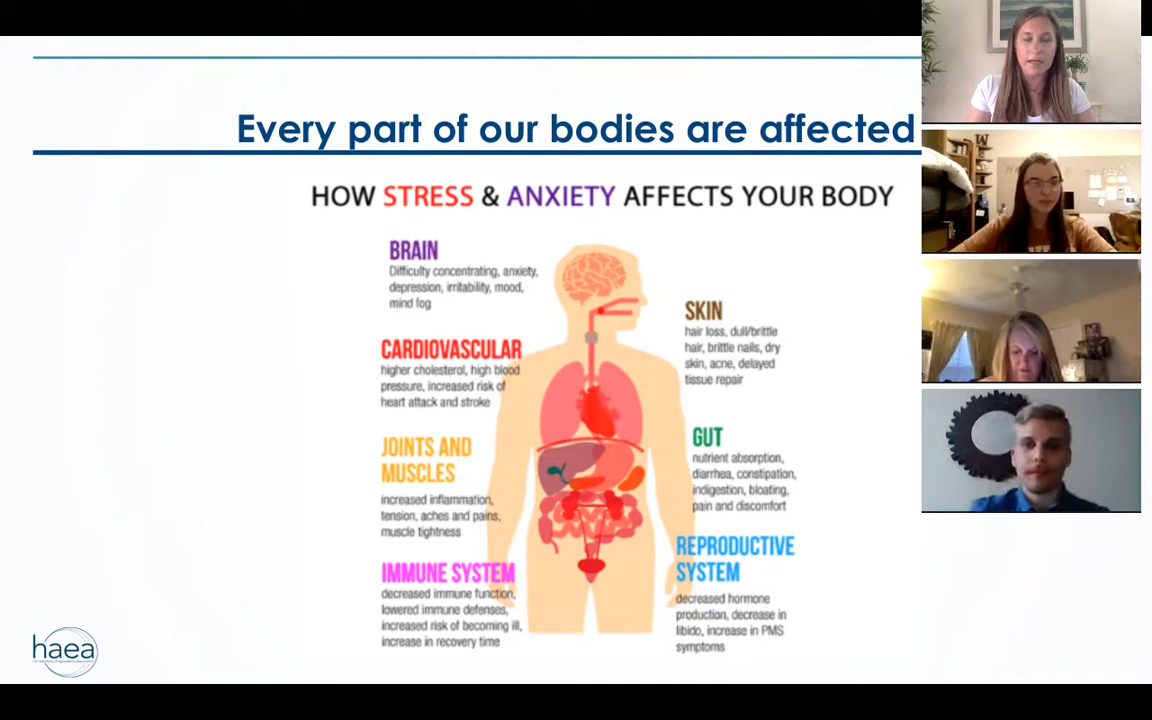 Every part of our bodies are affected
HOW STRESS & ANXIETY AFFECTS YOUR BODY
BRAIN
Difficulty concentrating, anxiety,
depression, irritability, mood,
mind fog
CARDIOVASCULAR
higher cholesterol, high blood
pressure, increased risk of
heart attack and stroke
JOINTS AND
MUSCLES
increased inflammation,
tension, aches and pains,
muscle tightness
IMMUNE SYSTEM
decreased immune function,
lowered immune defenses,
increased risk of becoming ill,
increase in recovery time
SKIN
hair loss, dull/brittle
hair, brittle nails, dry
skin, acne, delayed
tissue repair
GUT
nutrient absorption,
diarrhea, constipation,
indigestion, bloating,
pain and discomfort
REPRODUCTIVE
SYSTEM
decreased hormone
production, decrease in
libido, increase in PMS
symptoms
haea